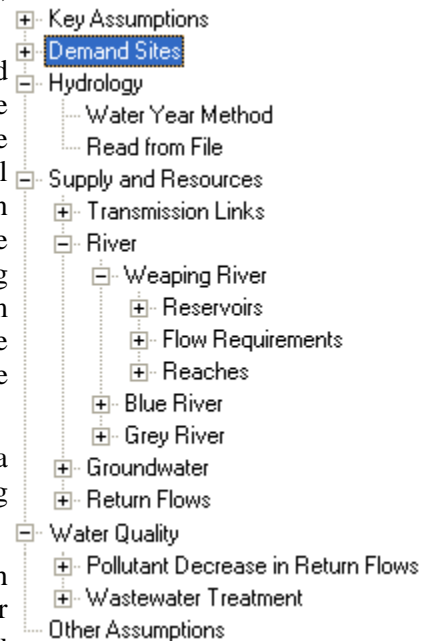 Key Assumptions
Demand Sites
Hydrology
Water Year Method
Read from File
Supply and Resources
Transmission Links
River
Weaping River
Reservoirs
Flow Requirements
Reaches
Blue River
Grey River
Groundwater
Return Flows
Water Quality
Pollutant Decrease in Return Flows
Wastewater Treatment
Other Assumptions